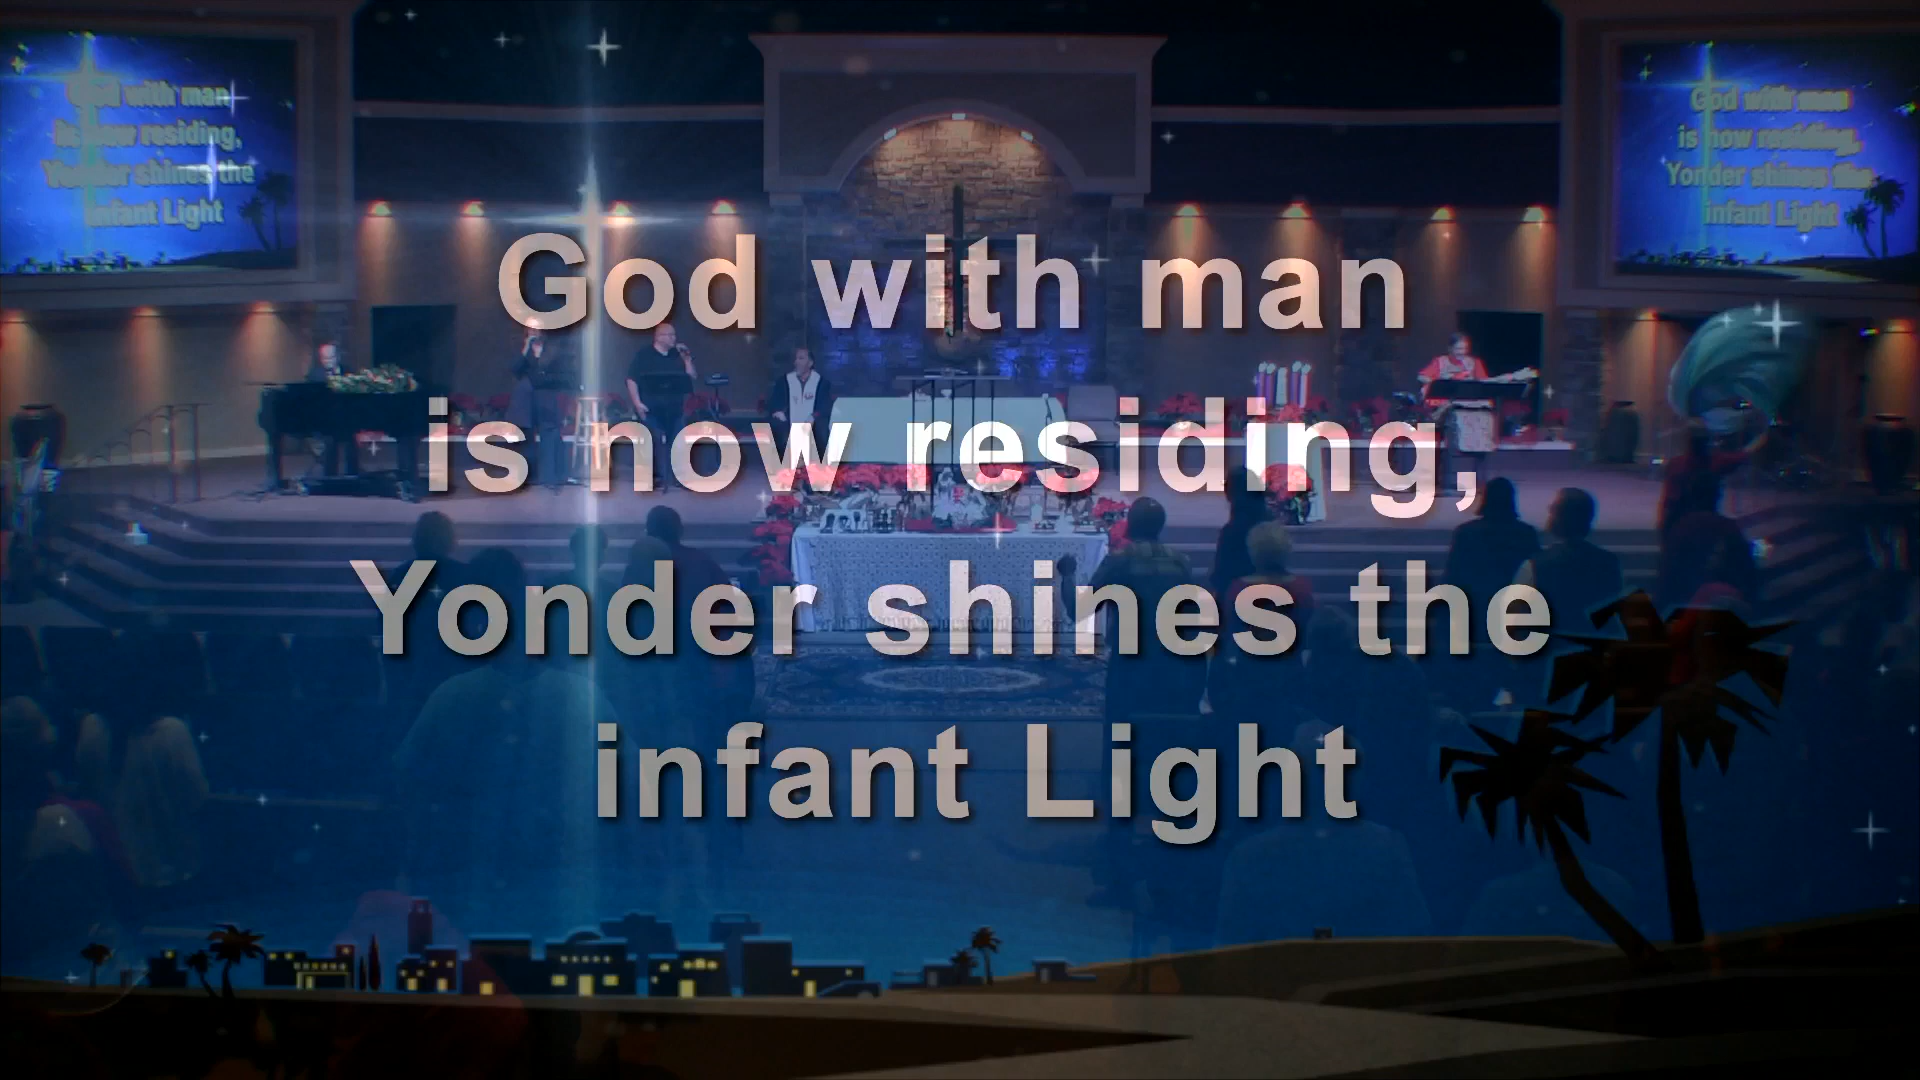 God with man
is now residing,
Yonder shines the
infant Light
God with man
is now residing,
Yonder shines the
infant Light
God with man
is now residing,
Yonder shines the
infant Light